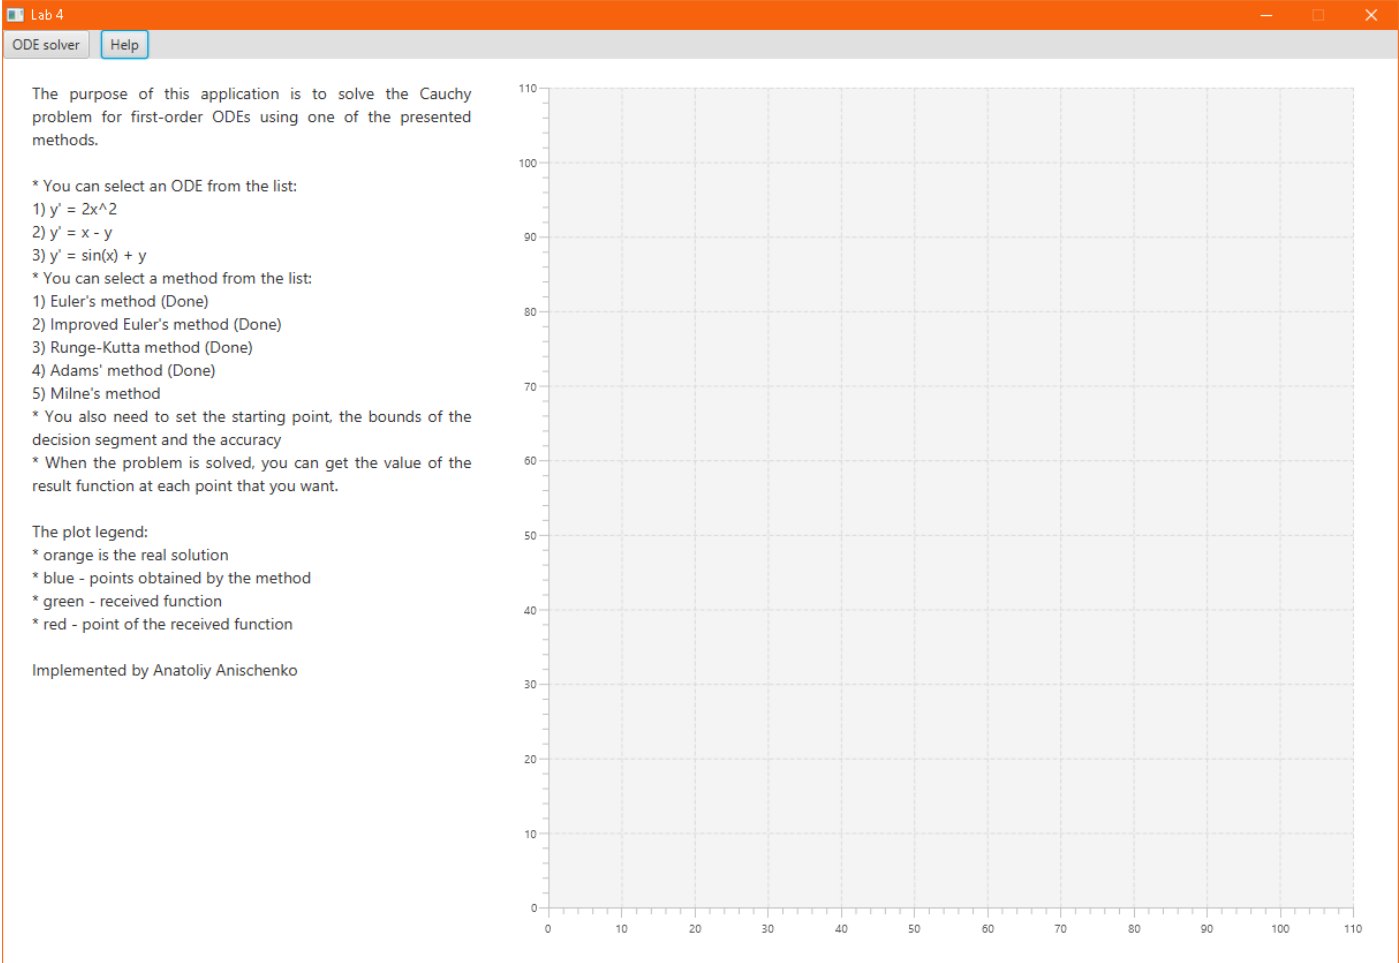 Lab 4
ODE solver
Help
The purpose of this application is to solve the Cauchy
problem for first-order ODEs using one of the presented
methods.
* You can select an ODE from the list:
1) y' = 2x^2
2) y' = x - y
3) y' = sin(x) + y
* You can select a method from the list:
1) Euler's method (Done)
2) Improved Euler's method (Done)
3) Runge-Kutta method (Done)
4) Adams' method (Done)
5) Milne's method
* You also need to set the starting point, the bounds of the
decision segment and the accuracy
* When the problem is solved, you can get the value of the
result function at each point that you want.
The plot legend:
* orange is the real solution
* blue - points obtained by the method
* green - received function
* red - point of the received function
Implemented by Anatoliy Anischenko
110
100
90
80
70
60
50
40
30
20
10
0
0 10 20 30 40 50 60 70 80 90 100 110